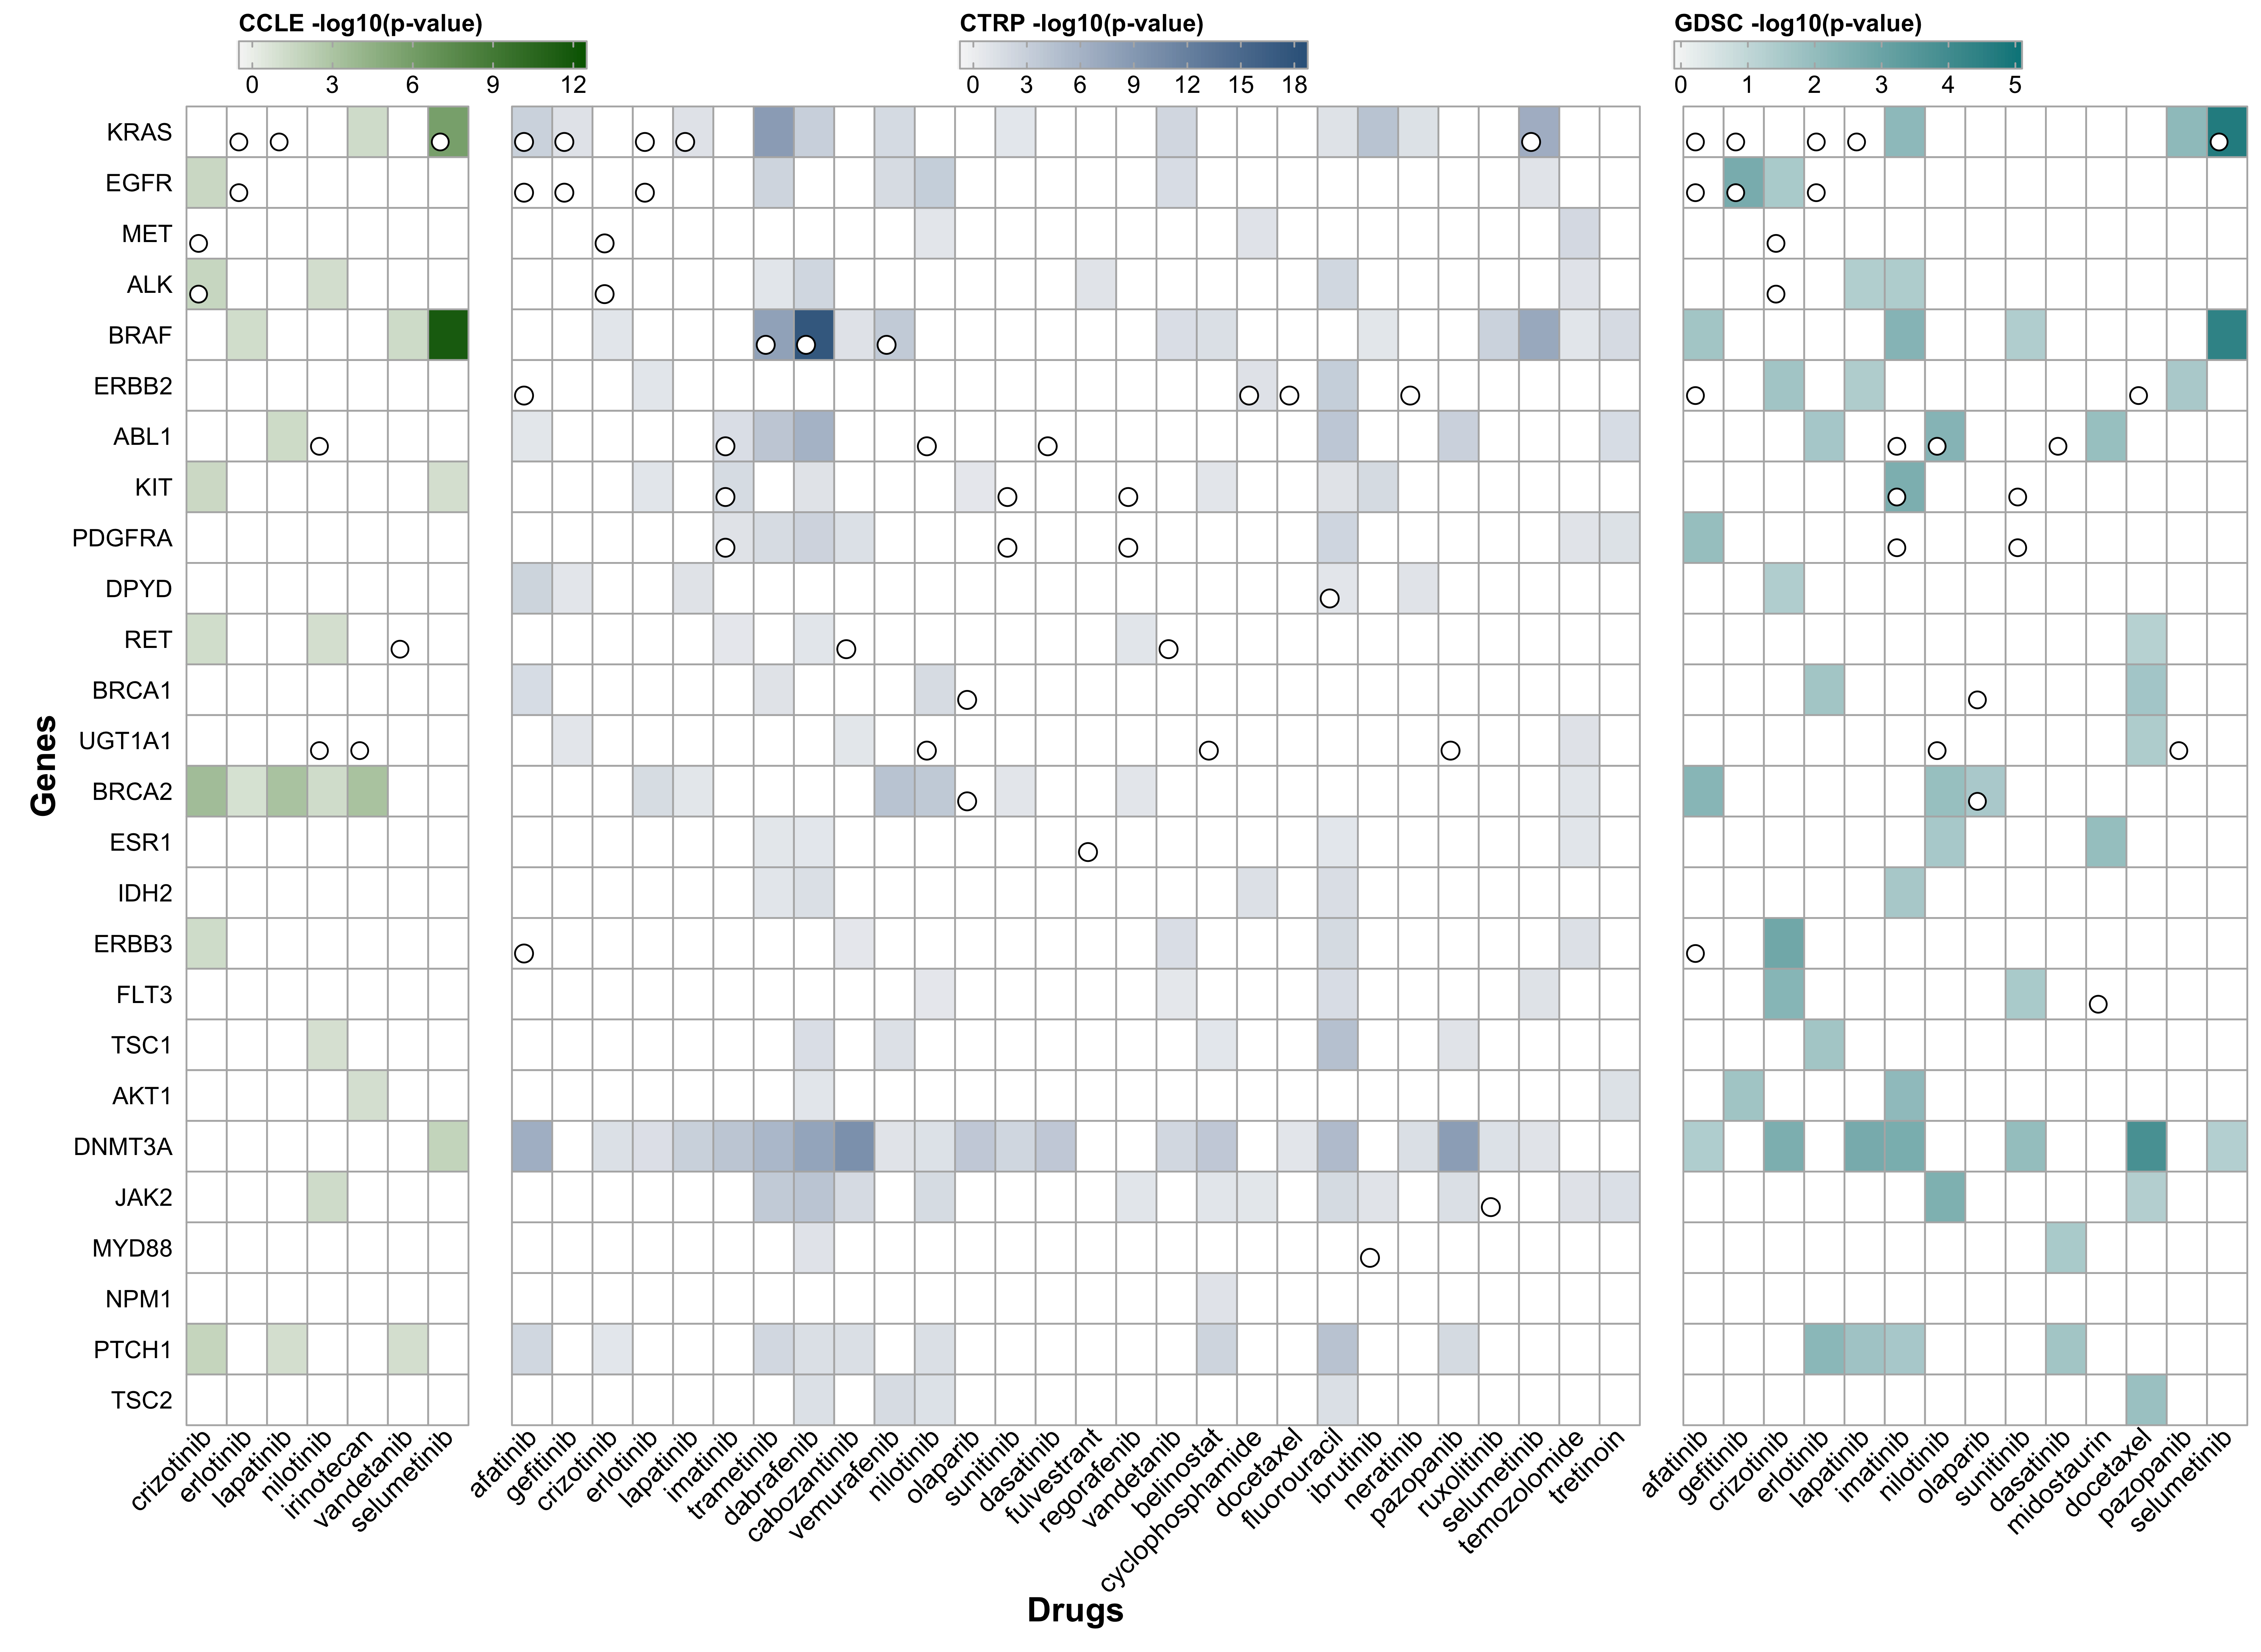 CCLE -log10(p-value)
0 3 6 9 12
CTRP -log10(p-value)
0 3 6 9 12 15 18
GDSC -log10(p-value)
0 1 2 3 4 5
Genes
KRAS
EGFR
MET
ALK
BRAF
ERBB2
ABL1
KIT
PDGFRA
DPYD
RET
BRCA1
UGT1A1
BRCA2
ESR1
IDH2
ERBB3
FLT3
TSC1
AKT1
DNMT3A
JAK2
MYD88
NPM1
PTCH1
TSC2
crizotinib
erlotinib
lapatinib
nilotinib
irinotecan
vandetanib
selumetinib
afatinib
gefitinib
crizotinib
erlotinib
lapatinib
imatinib
trametinib
dabrafenib
cabozantinib
vemurafenib
nilotinib
olaparib
sunitinib
dasatinib
fulvestrant
regorafenib
vandetanib
belinostat
cyclophosphamide
docetaxel
fluorouracil
ibrutinib
neratinib
pazopanib
ruxolitinib
selumetinib
temozolomide
tretinoin
afatinib
gefitinib
crizotinib
erlotinib
lapatinib
imatinib
nilotinib
olaparib
sunitinib
dasatinib
midostaurin
docetaxel
pazopanib
selumetinib
Drugs